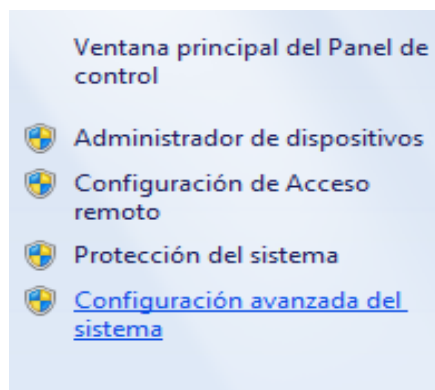 Ventana principal del Panel de
control
Administrador de dispositivos
Configuración de Acceso
remoto
Protección del sistema
Configuración avanzada del
sistema